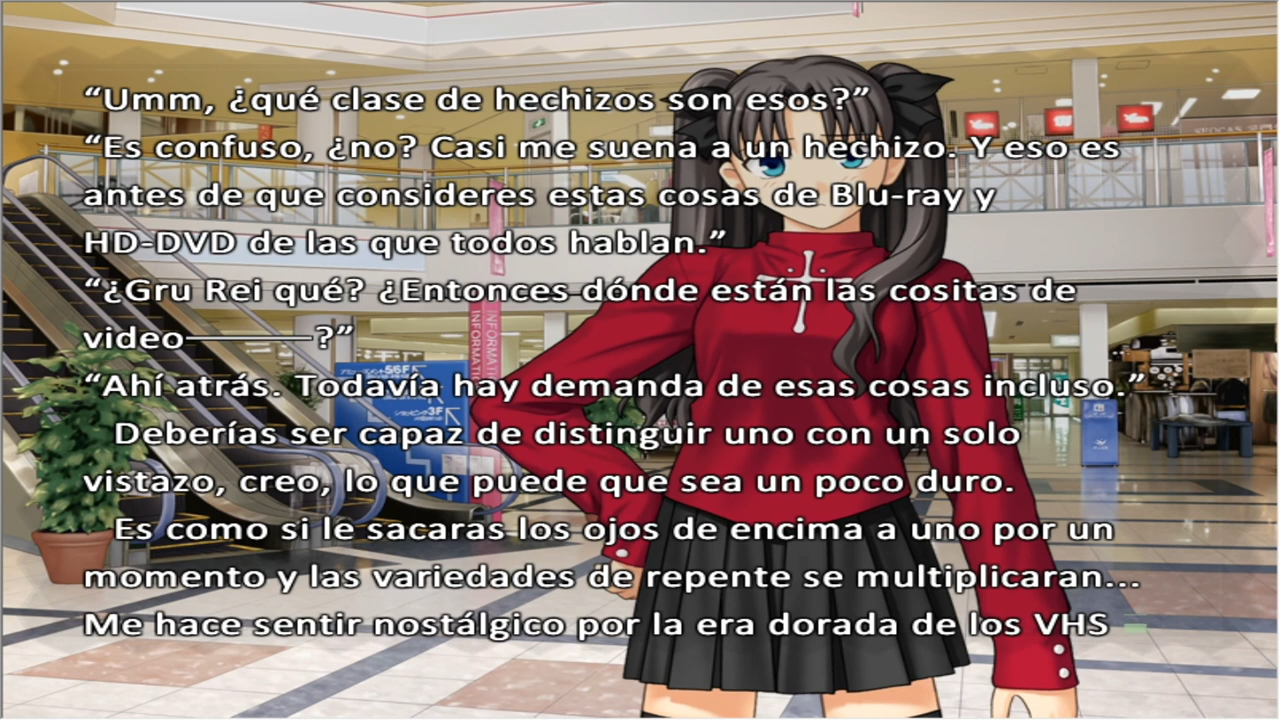 “Umm, ¿qué clase de hechizos son esos?”
“Es confuso, ¿no? Casi me suena a un hechizo. Y eso es
antes de que consideres estas cosas de Blu-ray y
HD-DVD de las que todos hablan.”
“¿Gru Rei qué? ¿Entonces dónde están las cositas de
video————?”
“Ahí atrás. Todavía hay demanda de esas cosas incluso.”
Deberías ser capaz de distinguir uno con un solo
vistazo, creo, lo que puede que sea un poco duro.
Es como si le sacaras los ojos de encima a uno por un
momento y las variedades de repente se multiplicaran...
Me hace sentir nostálgico por la era dorada de los VHS
INFORMATI
INFORMATI
5/6F
3F